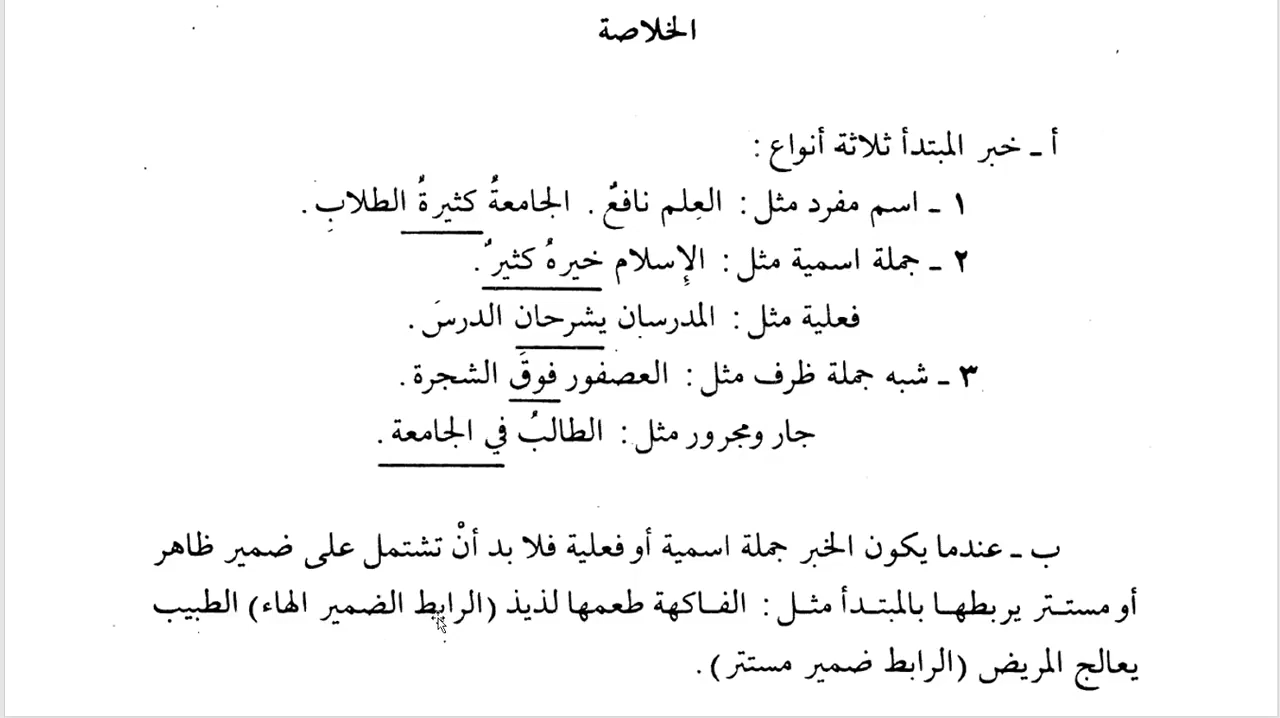 الخلاصة
أ ـ خبر المبتدأ ثلاثة أنواع :
١ ـ اسم مفرد مثل : العِلم نافعٌ . الجامعةُ كثيرةُ الطلابِ .
٢ ـ جملة اسمية مثل : الإِسلام خيرهُ كثيرٌ .
فعلية مثل : المدرسان يشرحان الدرسَ .
٣ ـ شبه جملة ظرف مثل : العصفور فوقَ الشجرة .
جار ومجرور مثل : الطالبُ في الجامعة .
ب ـ عندما يكون الخبر جملة اسمية أو فعلية فلا بد أنْ تشتمل على ضمير ظاهر
أو مستتر يربطها بالمبتدأ مثل : الفاكهة طعمها لذيذ (الرابط الضمير الهاء) الطبيب
يعالج المريض (الرابط ضمير مستتر) .